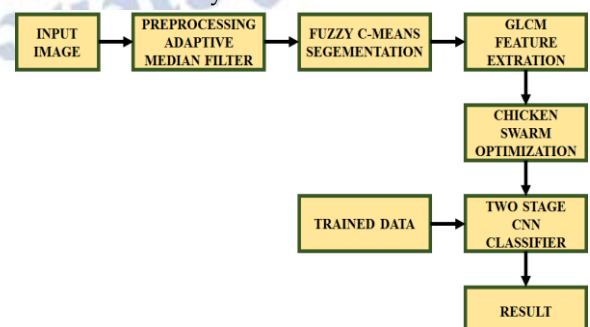 INPUT
IMAGE
PREPROCESSING
ADAPTIVE
MEDIAN FILTER
FUZZY C-MEANS
SEGEMENTATION
GLCM
FEATURE
EXTRATION
CHICKEN
SWARM
OPTIMIZATION
TRAINED DATA
TWO STAGE
CNN
CLASSIFIER
RESULT